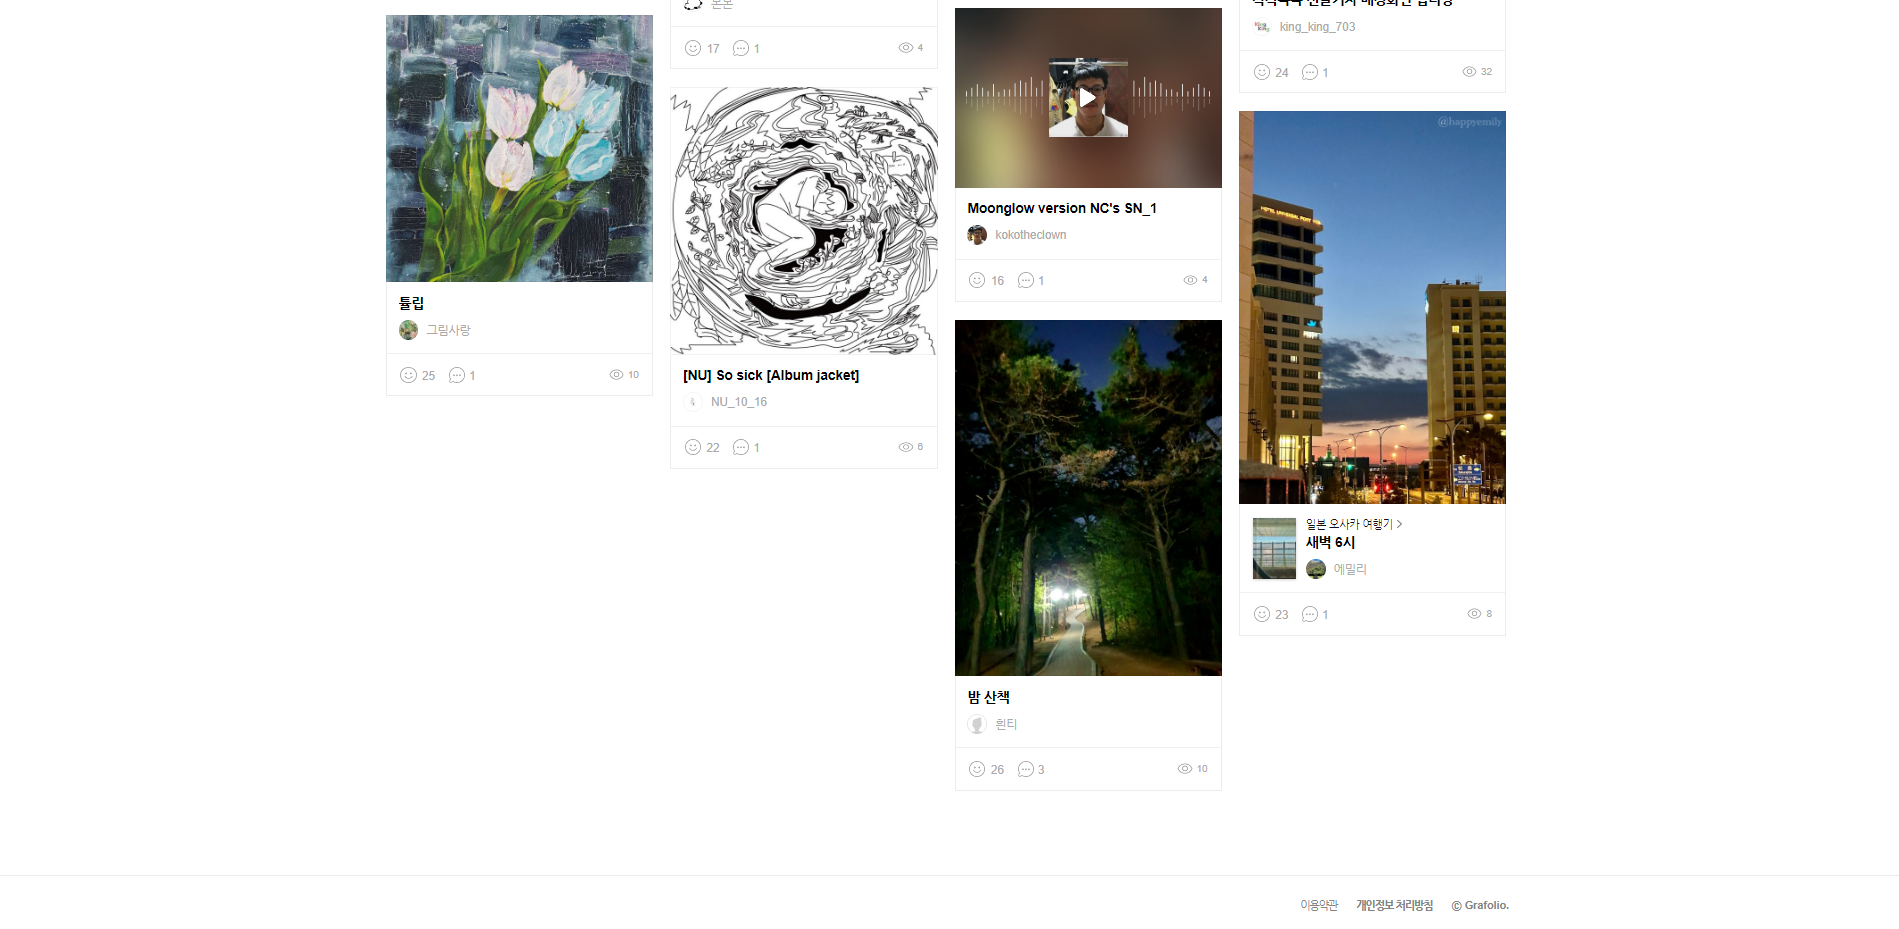 튤립
그림사랑
25 1 10
17 1 4
[NU] So sick [Album jacket]
NU_10_16
22 1 6
Moonglow version NC's SN_1
kokotheclown
16 1 4
밤 산책
흰티
26 3 10
king_king_703
24 1 32
@happyemily
일본 오사카 여행기 >
새벽 6시
에밀리
23 1 8
이용약관 개인정보 처리방침 © Grafolio.